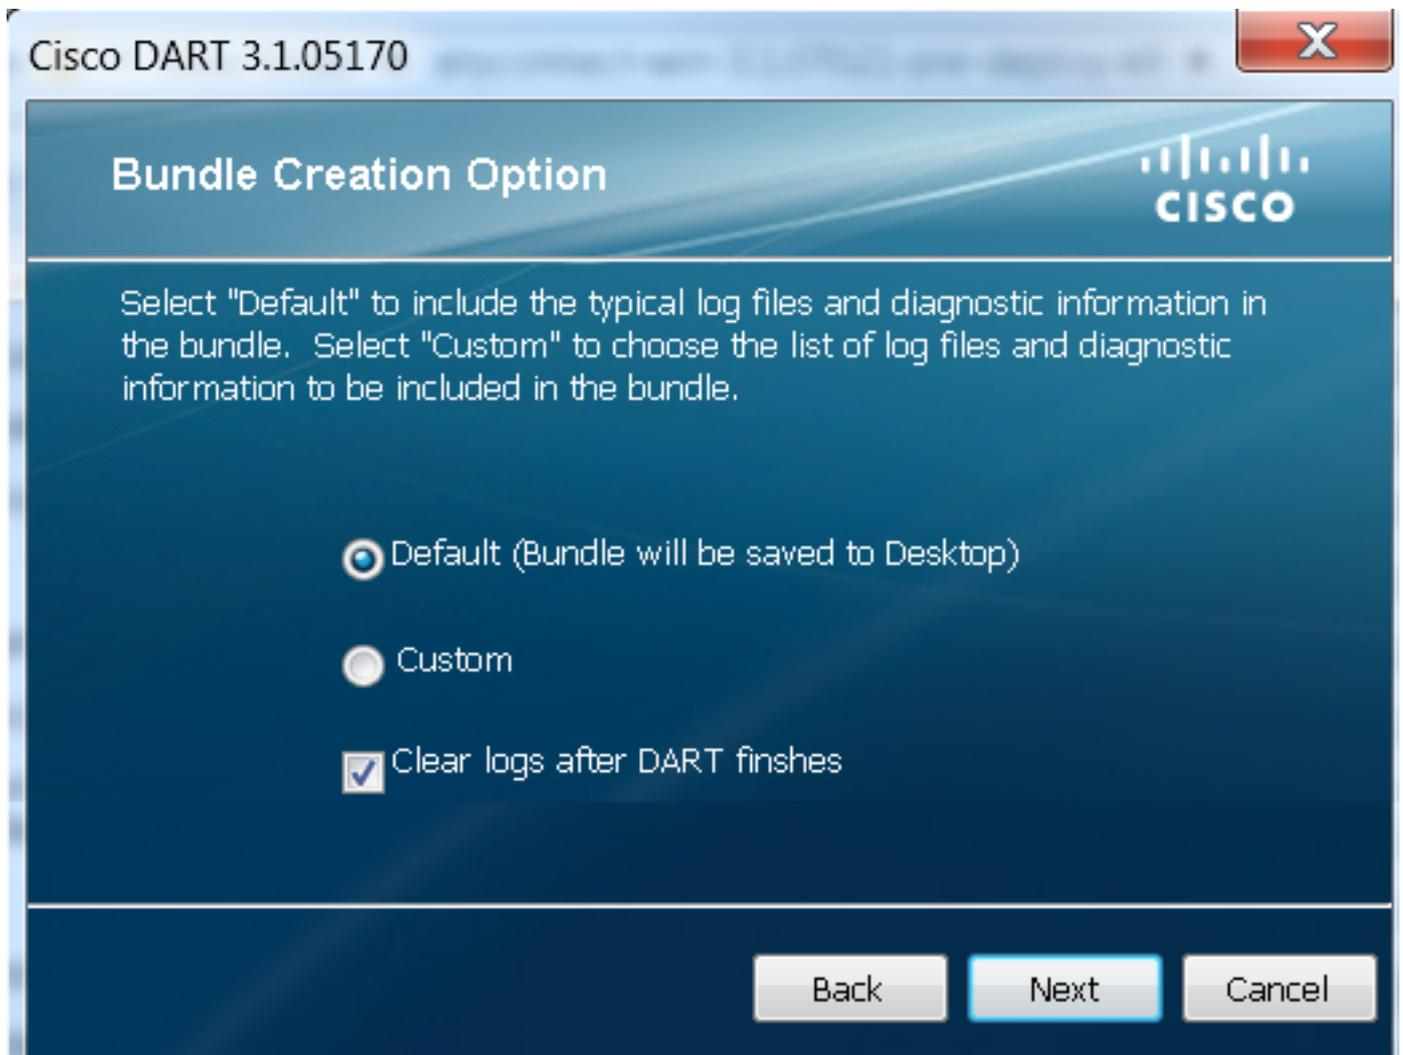 Cisco DART 3.1.05170
Bundle Creation Option
CISCO
Select "Default" to include the typical log files and diagnostic information in
the bundle.  Select "Custom" to choose the list of log files and diagnostic
information to be included in the bundle.
Default (Bundle will be saved to Desktop)
Custom
Clear logs after DART finshes
Back
Next
Cancel